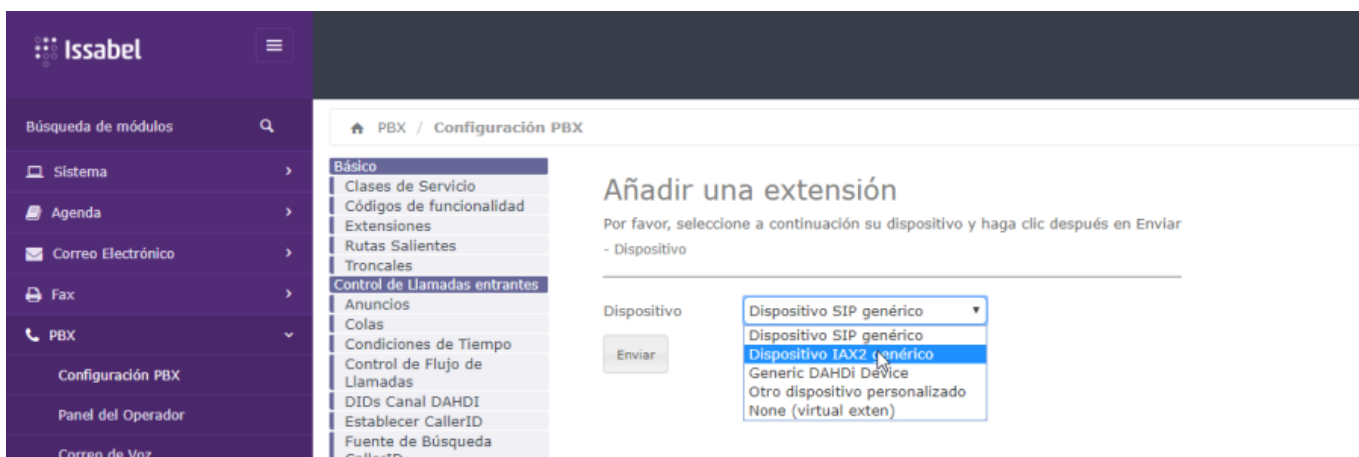 Issabel
Búsqueda de módulos
Sistema
Agenda
Correo Electrónico
Fax
PBX
Configuración PBX
Panel del Operador
Correo de Voz
PBX / Configuración PBX
Básico
Clases de Servicio
Códigos de funcionalidad
Extensiones
Rutas Salientes
Troncales
Control de Llamadas entrantes
Anuncios
Colas
Condiciones de Tiempo
Control de Flujo de
Llamadas
DIDs Canal DAHDI
Establecer CallerID
Fuente de Búsqueda
CallerID
Añadir una extensión
Por favor, seleccione a continuación su dispositivo y haga clic después en Enviar
- Dispositivo
Dispositivo
Dispositivo SIP genérico
Dispositivo SIP genérico
Dispositivo IAX2 genérico
Generic DAHDi Device
Otro dispositivo personalizado
None (virtual exten)
Enviar